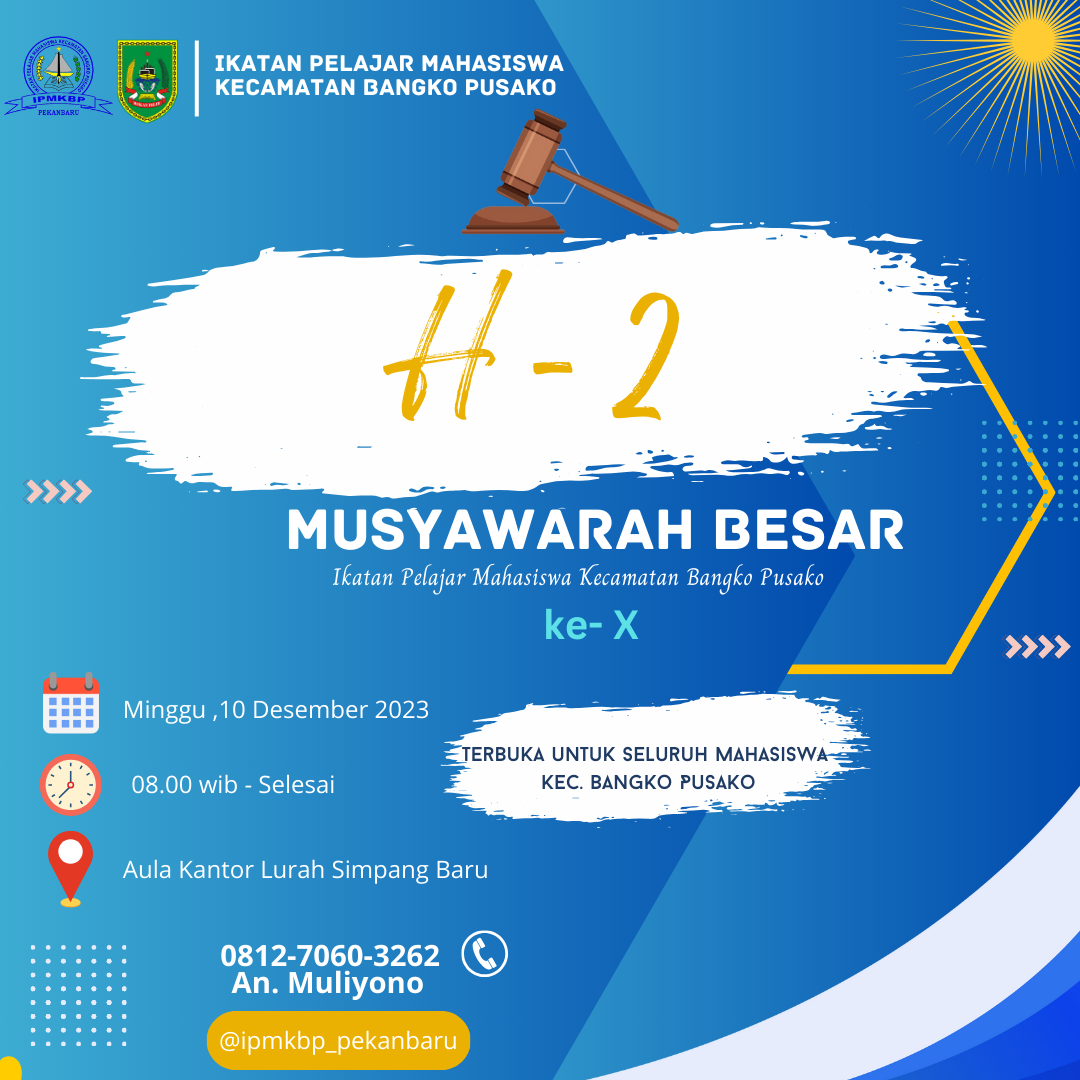 IPMKBP
PEKANBARU
IKATAN PELAJAR MAHASISWA
KECAMATAN BANGKO PUSAKO
H - 2
MUSYAWARAH BESAR
Ikatan Pelajar Mahasiswa Kecamatan Bangko Pusako
ke- X
Minggu ,10 Desember 2023
08.00 wib - Selesai
Aula Kantor Lurah Simpang Baru
TERBUKA UNTUK SELURUH MAHASISWA
KEC. BANGKO PUSAKO
0812-7060-3262
An. Muliyono
@ipmkbp_pekanbaru